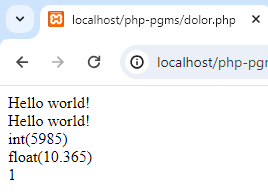 localhost/php-pgms/dolor.php
localhost/php-pgm
Hello world!
Hello world!
int(5985)
float(10.365)
1